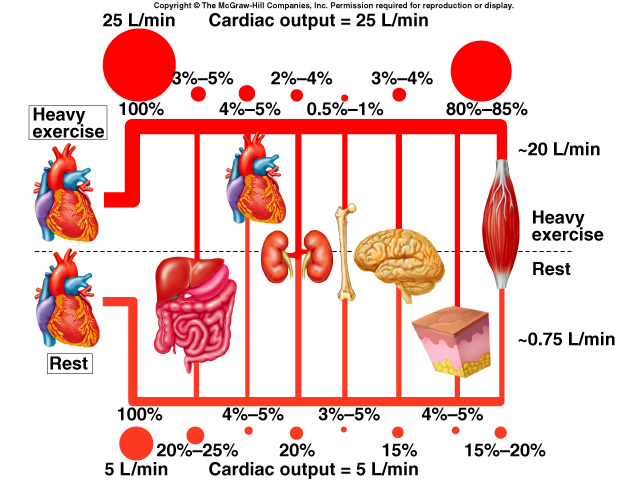 Copyright © The McGraw-Hill Companies, Inc. Permission required for reproduction or display.
25 L/min
Cardiac output = 25 L/min
3%–5%
2%–4%
3%–4%
100%
4%–5%
0.5%–1%
80%–85%
Heavy
exercise
~20 L/min
Heavy
exercise
Rest
~0.75 L/min
Rest
100%
4%–5%
3%–5%
4%–5%
20%–25%
20%
15%
15%–20%
5 L/min
Cardiac output = 5 L/min